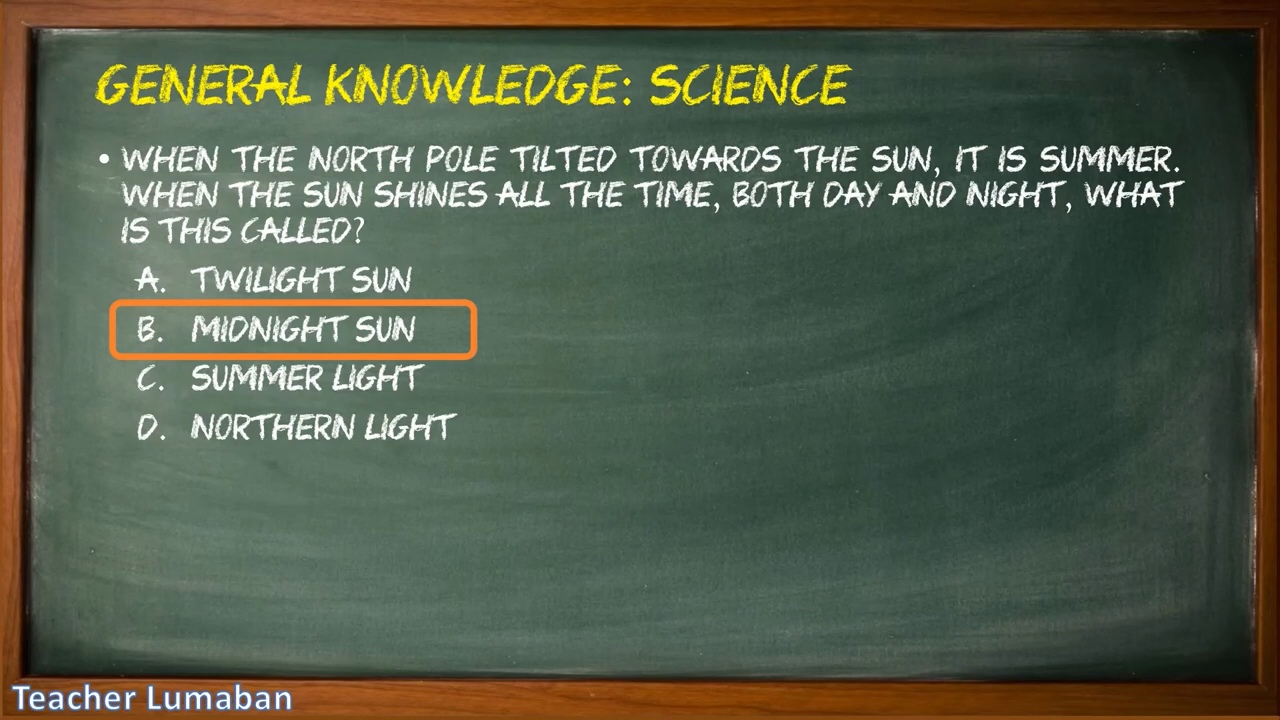 GENERAL KNOWLEDGE: SCIENCE
• WHEN THE NORTH POLE TILTED TOWARDS THE SUN, IT IS SUMMER.
WHEN THE SUN SHINES ALL THE TIME, BOTH DAY AND NIGHT, WHAT
IS THIS CALLED?
A. TWILIGHT SUN
B. MIDNIGHT SUN
C. SUMMER LIGHT
D. NORTHERN LIGHT
Teacher Lumaban